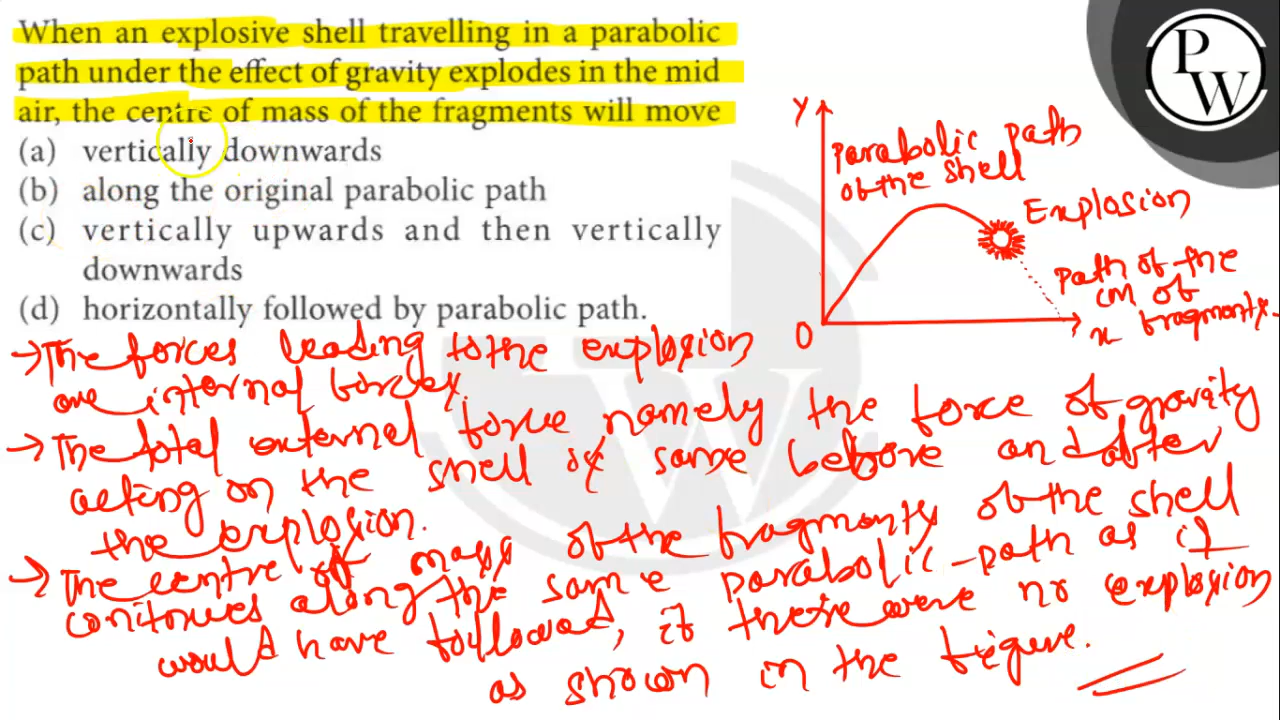 When an explosive shell travelling in a parabolic
path under the effect of gravity explodes in the mid
air, the centre of mass of the fragments will move
(a) vertically downwards
(b) along the original parabolic path
(c) vertically upwards and then vertically
downwards
(d) horizontally followed by parabolic path.
P
W
Y
Parabolic path
of the shell
Explosion
Path of the
CM of
fragments.
O
x
→ The forces leading to the explosion
are internal forces.
→ The total external force namely the force of gravity
acting on the shell is same before and after
the explosion.
→ The centre of mass of the fragments of the shell
continues along the same parabolic-path as it
would have followed, if there were no explosion
as shown in the figure.